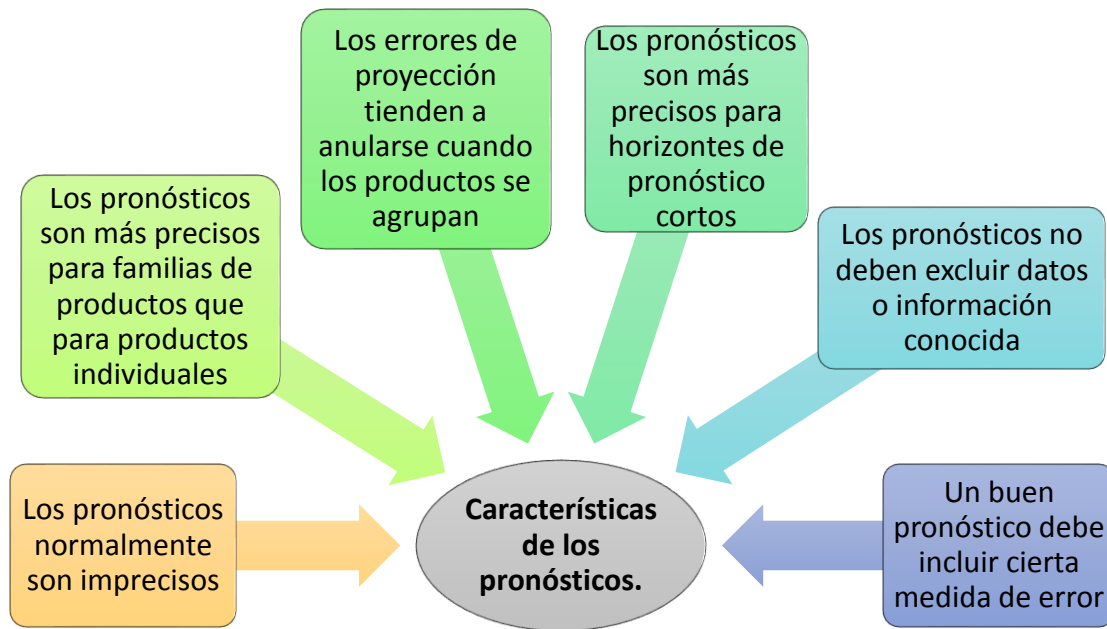 Los errores de
proyección
tienden a
anularse cuando
los productos se
agrupan
Los pronósticos
son más
precisos para
horizontes de
pronóstico
cortos
Los pronósticos
son más precisos
para familias de
productos que
para productos
individuales
Los pronósticos no
deben excluir datos
o información
conocida
Los pronósticos
normalmente
son imprecisos
Características
de los
pronósticos.
Un buen
pronóstico debe
incluir cierta
medida de error